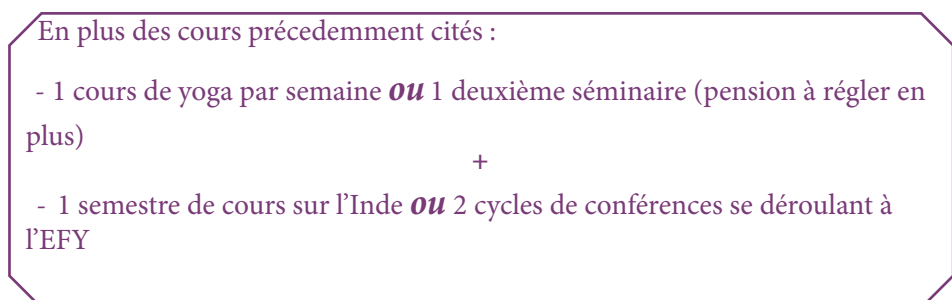 En plus des cours précedemment cités :
- 1 cours de yoga par semaine ou 1 deuxième séminaire (pension à régler en
plus)
+
- 1 semestre de cours sur l'Inde ou 2 cycles de conférences se déroulant à
l'EFY